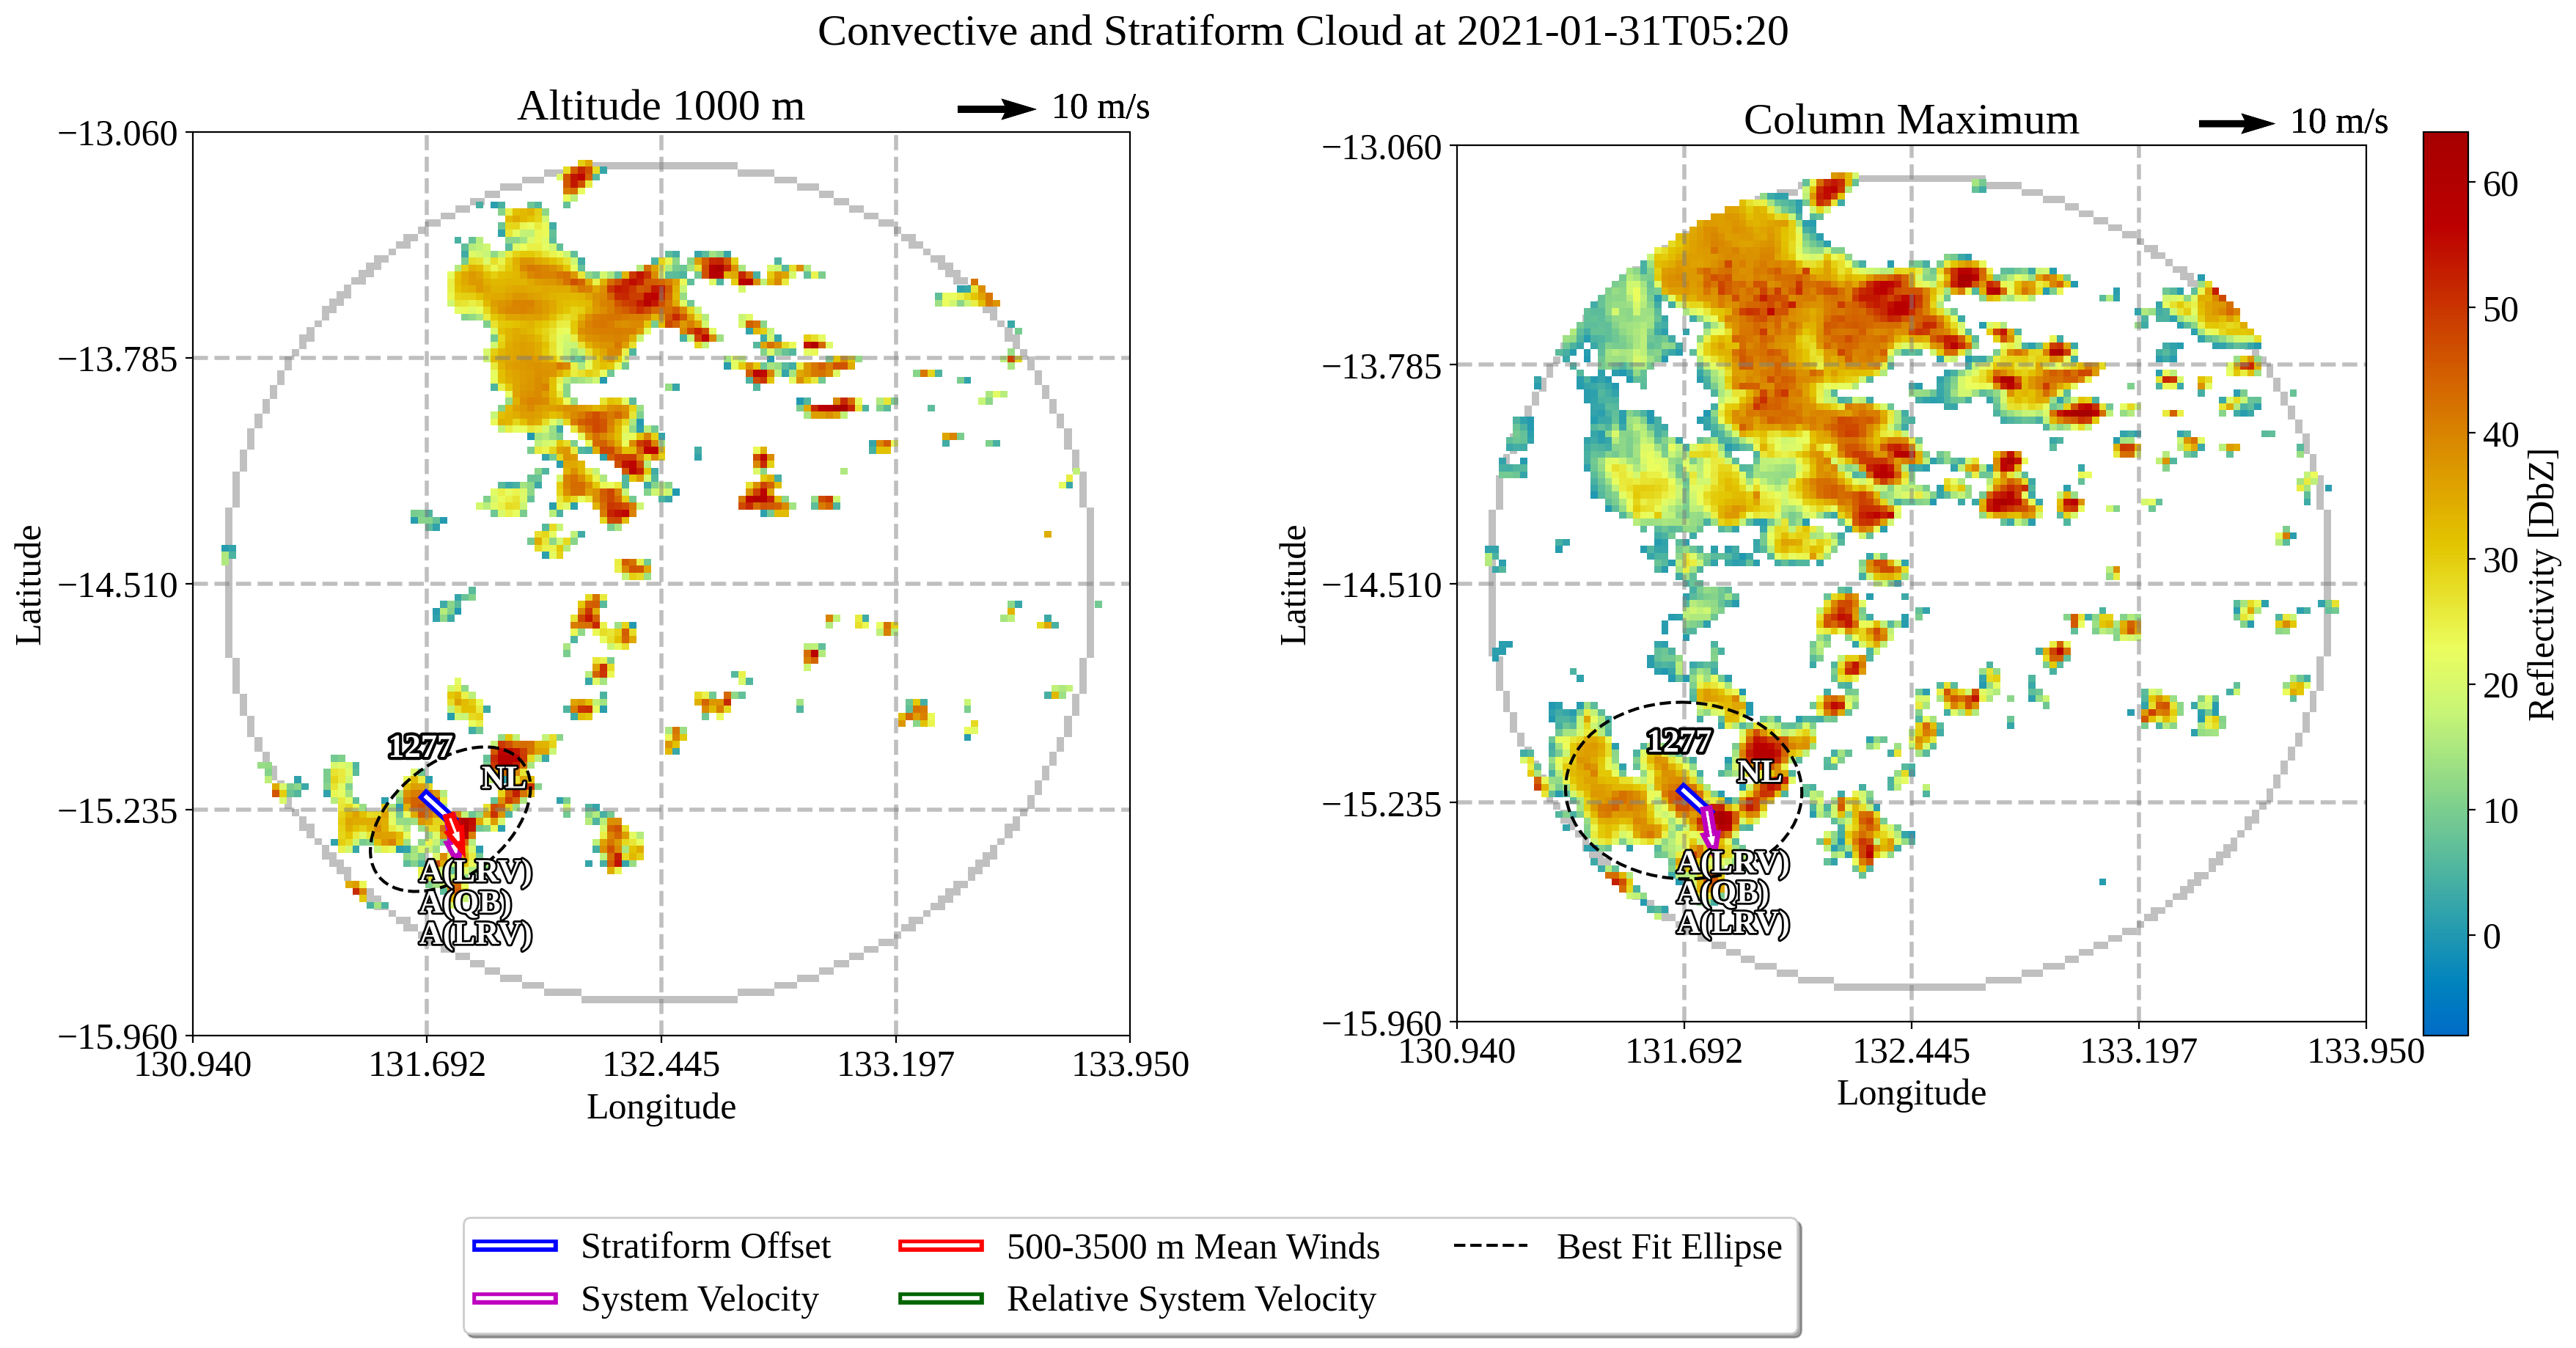 Convective and Stratiform Cloud at 2021-01-31T05:20
Altitude 1000 m
10 m/s
−13.060
−13.785
−14.510
−15.235
−15.960
Latitude
130.940
131.692
132.445
133.197
133.950
Longitude
1277
NL
A(LRV)
A(QB)
A(LRV)
Column Maximum
10 m/s
−13.060
−13.785
−14.510
−15.235
−15.960
Latitude
130.940
131.692
132.445
133.197
133.950
Longitude
1277
NL
A(LRV)
A(QB)
A(LRV)
60
50
40
30
20
10
0
Reflectivity [DbZ]
Stratiform Offset
System Velocity
500-3500 m Mean Winds
Relative System Velocity
Best Fit Ellipse